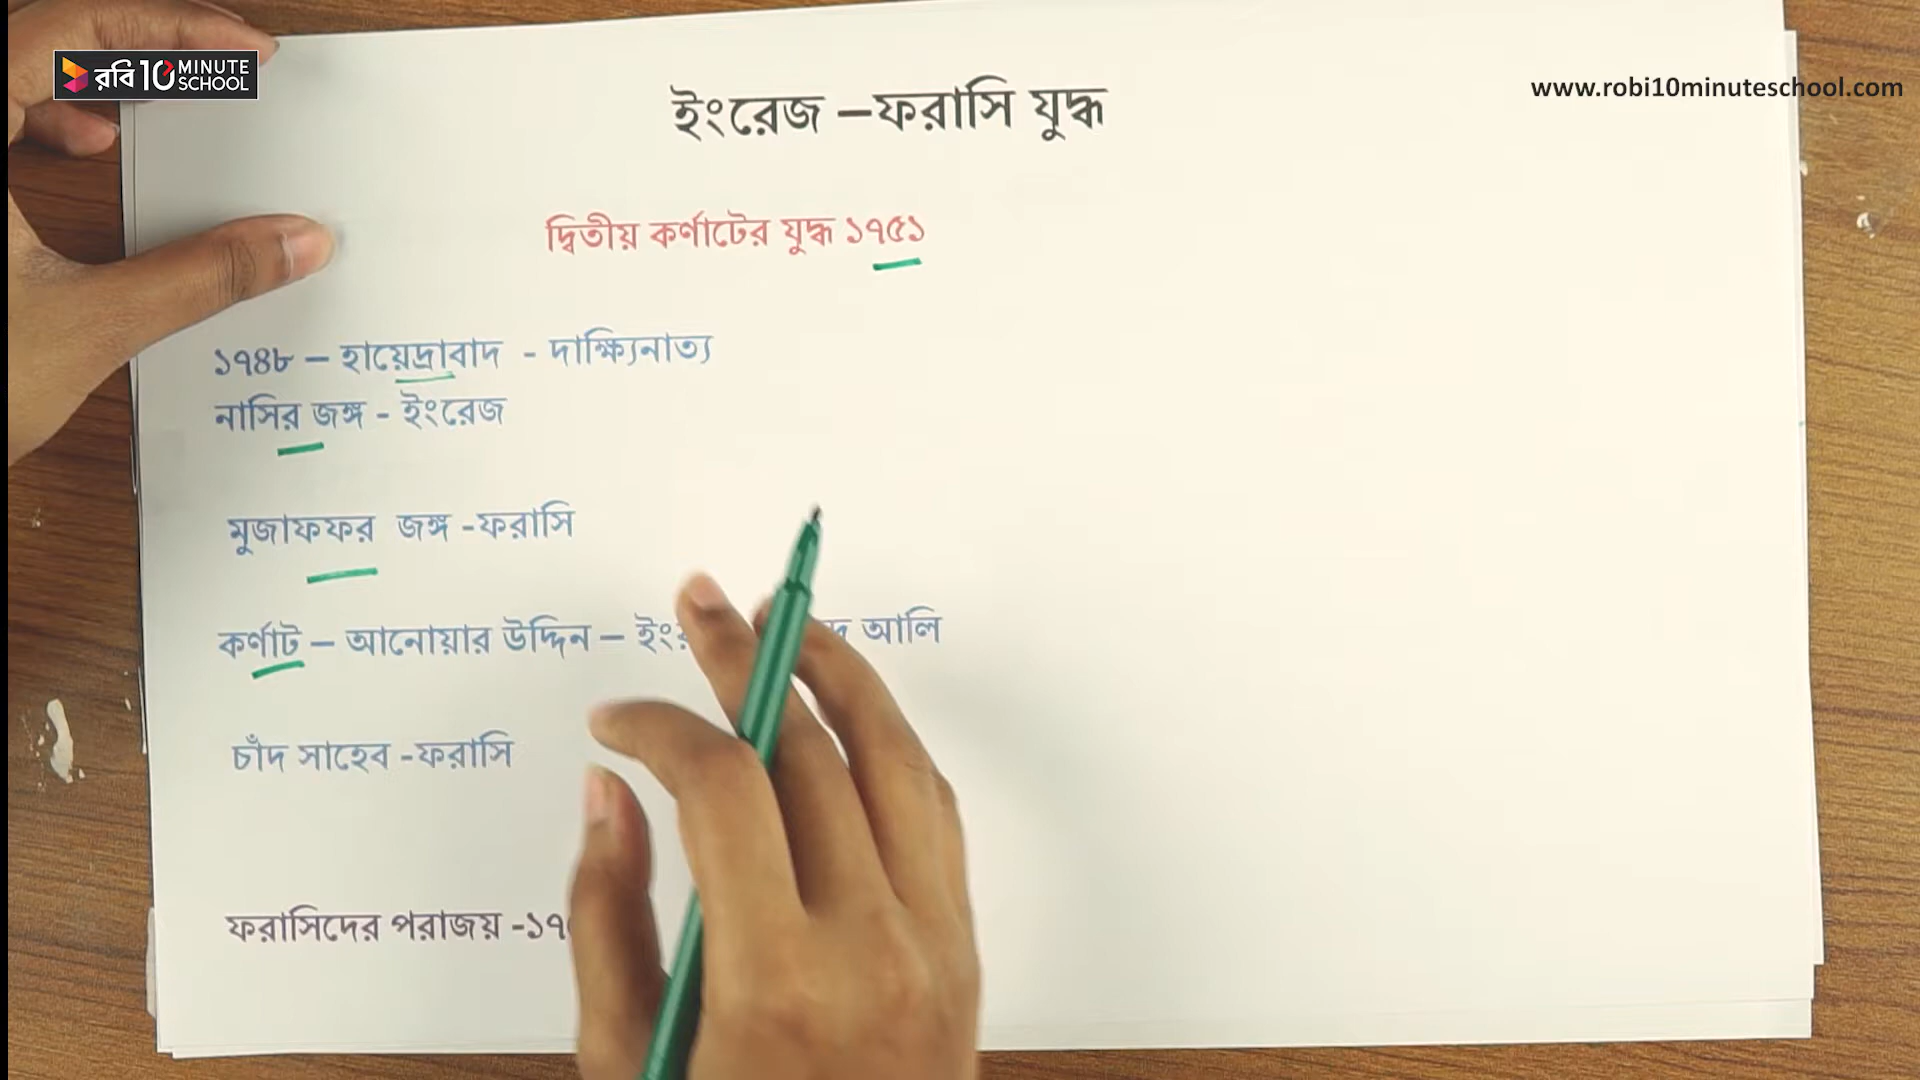 রবি 10 MINUTE SCHOOL
www.robi10minuteschool.com
ইংরেজ –ফরাসি যুদ্ধ
দ্বিতীয় কর্ণাটের যুদ্ধ ১৭৫১
১৭৪৮ – হায়েদ্রাবাদ - দাক্ষ্যিনাত্য
নাসির জঙ্গ - ইংরেজ
মুজাফফর জঙ্গ -ফরাসি
কর্ণাট – আনোয়ার উদ্দিন – আলি
চাঁদ সাহেব -ফরাসি
ফরাসিদের পরাজয়